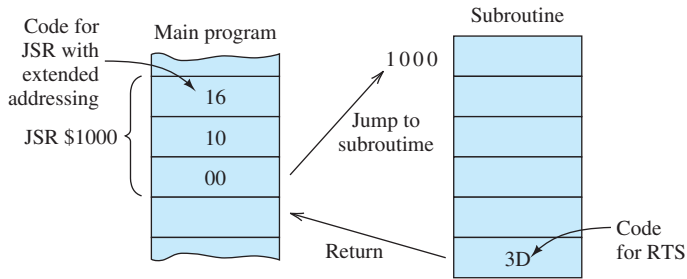 Code for
JSR with
extended
addressing
Main program
16
JSR $1000
10
00
Subroutine
1000
Jump to
subroutime
Return
3D
Code
for RTS